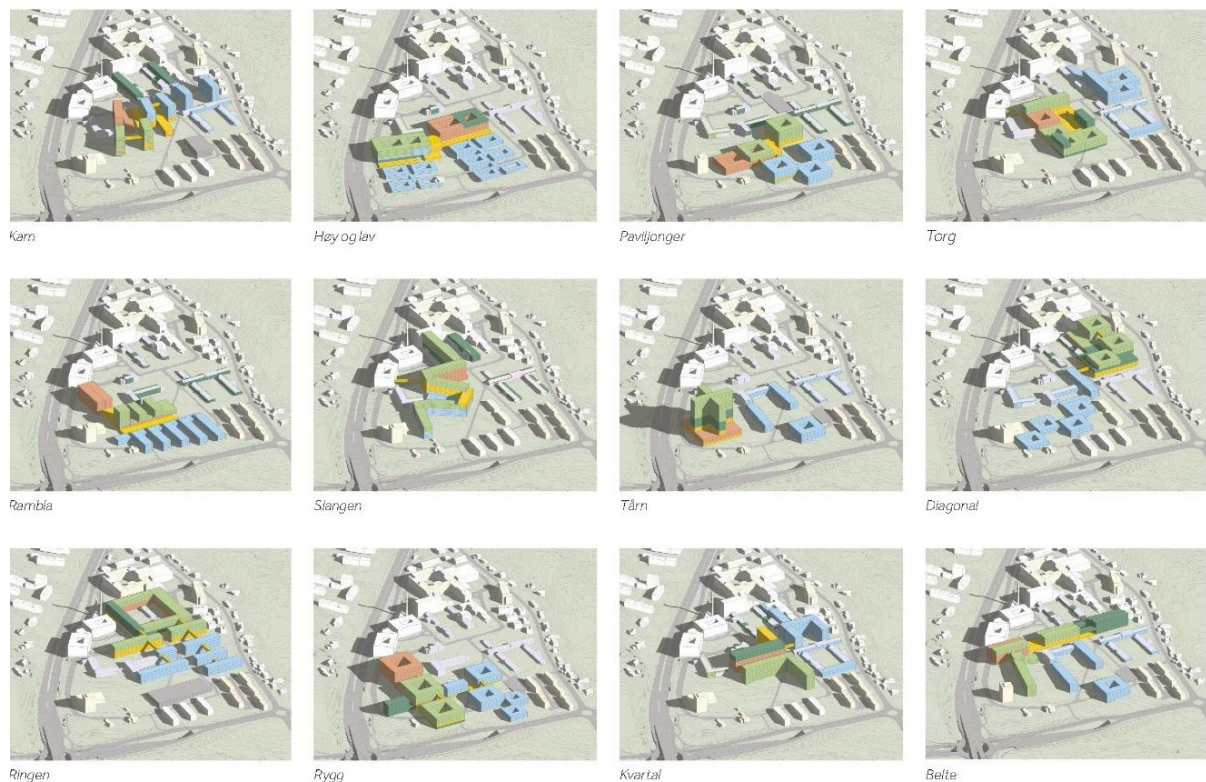 Kam
Høy og lav
Paviljonger
Torg
Rambla
Slangen
Tårn
Diagonal
Ringen
Rygg
Kvartal
Belte